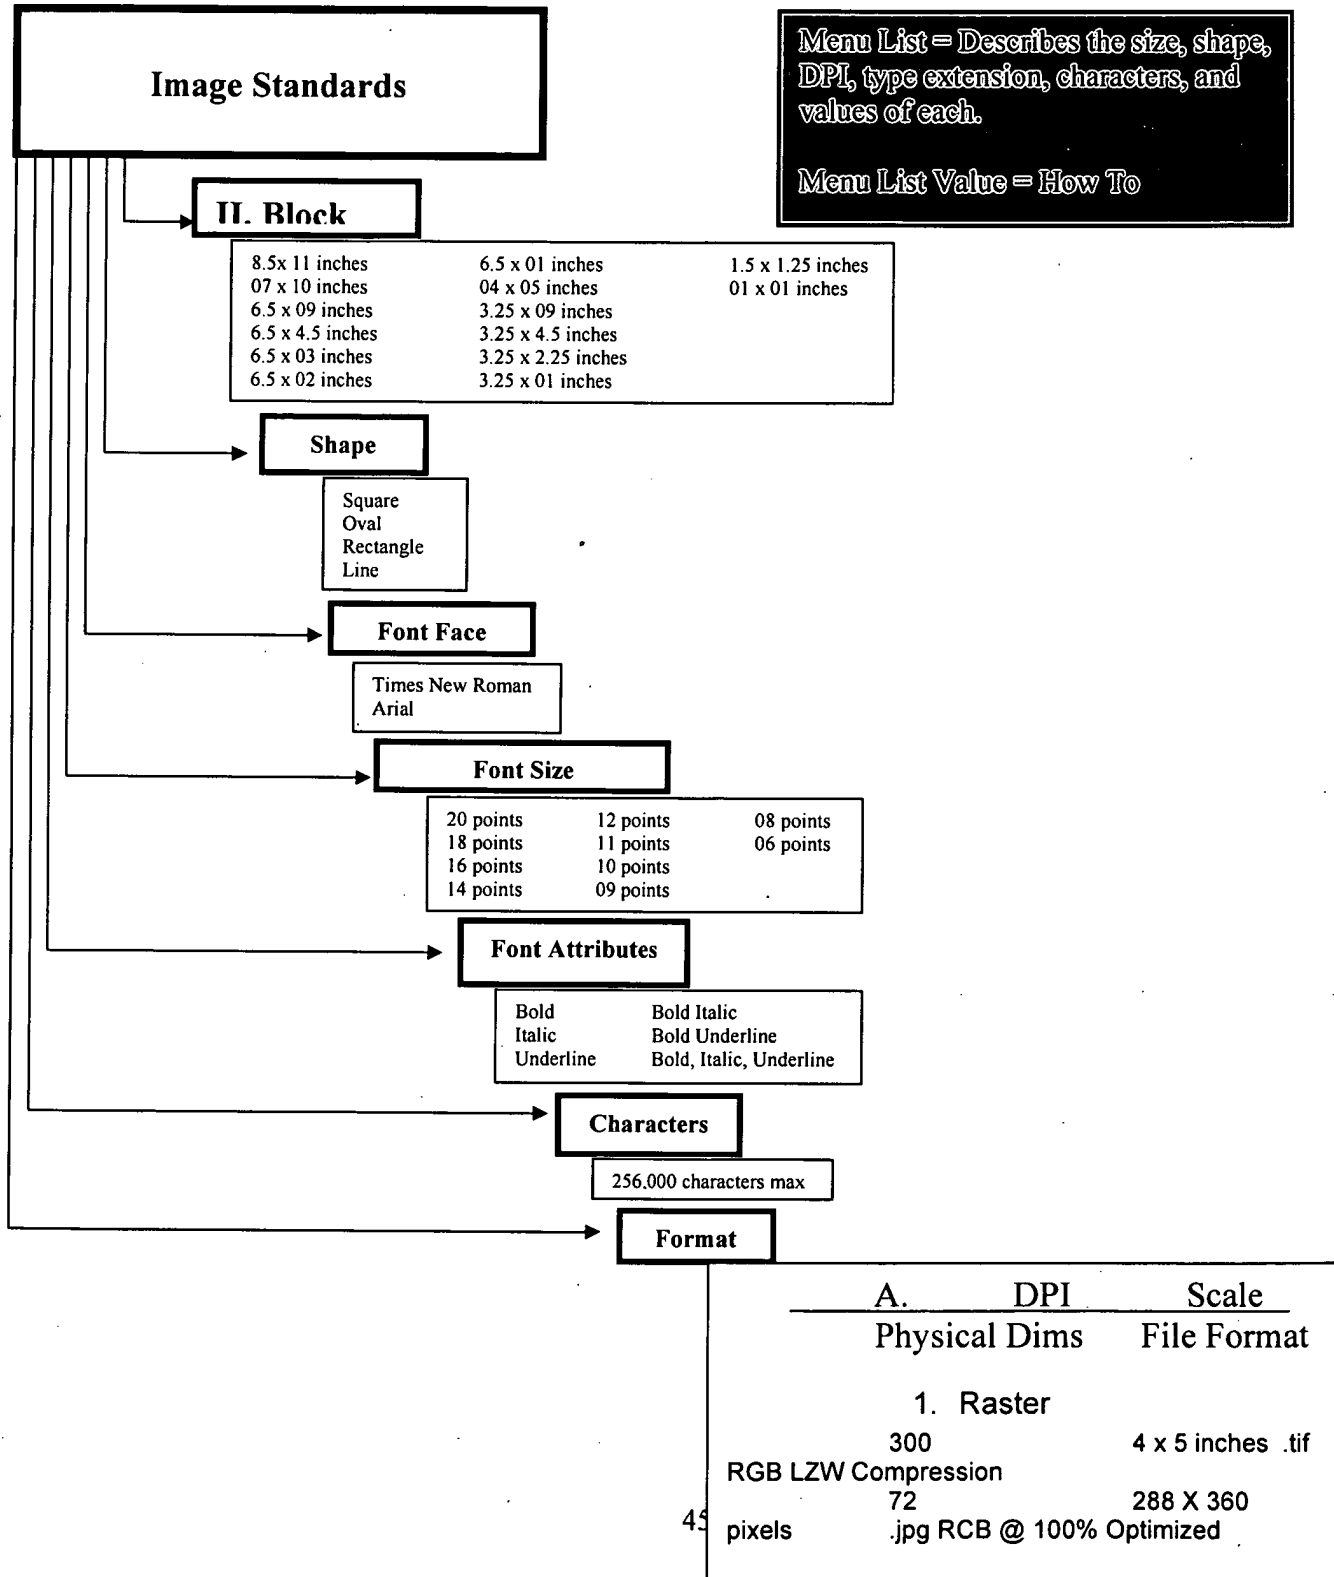 Image Standards
Menu List = Describes the size, shape,
DPI, type extension, characters, and
values of each.
Menu List Value = How To
II. Block
8.5x 11 inches
07 x 10 inches
6.5 x 09 inches
6.5 x 4.5 inches
6.5 x 03 inches
6.5 x 02 inches
6.5 x 01 inches
04 x 05 inches
3.25 x 09 inches
3.25 x 4.5 inches
3.25 x 2.25 inches
3.25 x 01 inches
1.5 x 1.25 inches
01 x 01 inches
Shape
Square
Oval
Rectangle
Line
Font Face
Times New Roman
Arial
Font Size
20 points
18 points
16 points
14 points
12 points
11 points
10 points
09 points
08 points
06 points
Font Attributes
Bold
Italic
Underline
Bold Italic
Bold Underline
Bold, Italic, Underline
Characters
256,000 characters max
Format
A. DPI Scale
Physical Dims File Format
1. Raster
300 4 x 5 inches .tif
RGB LZW Compression
72 288 X 360
pixels .jpg RCB @ 100% Optimized
45